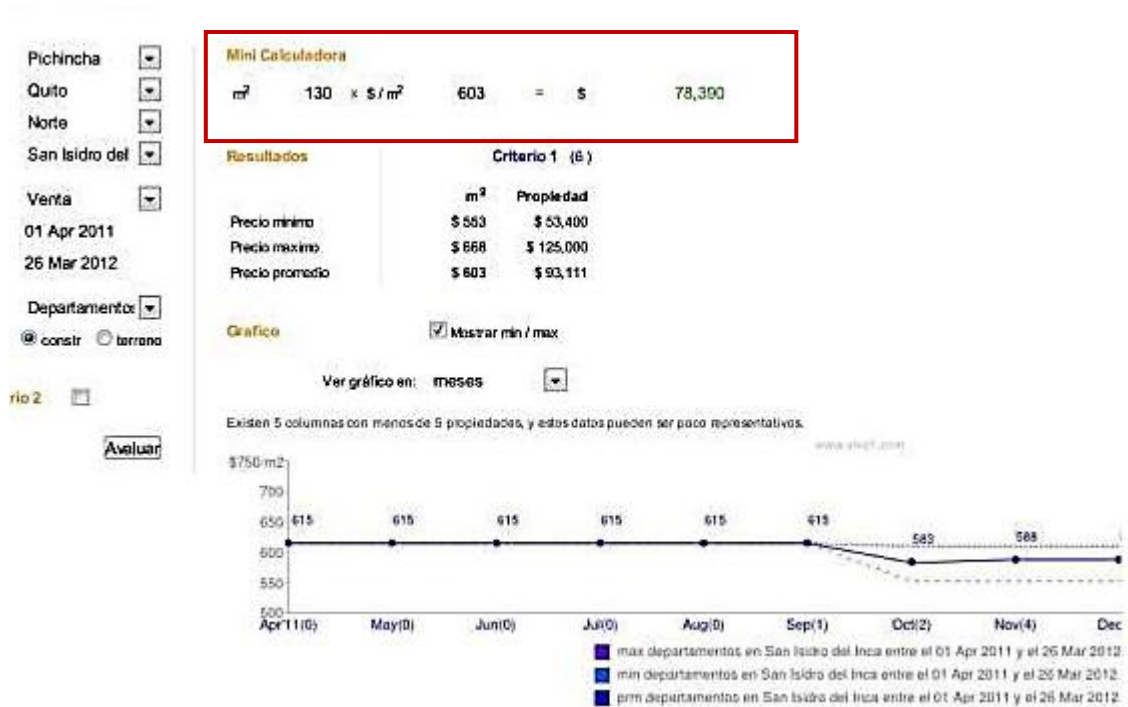 Pichincha
Quito
Norte
San Isidro del
Venta
01 Apr 2011
26 Mar 2012
Departamentos
constr terreno
rio 2
Avaluar
Mini Calculadora
m² 130 x $ / m² 603 = $ 78,390
Resultados Criterio 1 (6)
m² Propiedad
Precio minimo $ 553 $ 53,400
Precio maximo $ 668 $ 125,000
Precio promedio $ 603 $ 93,111
Grafico Mostrar min / max
Ver gráfico en: meses
Existen 5 columnas con menos de 5 propiedades, y estos datos pueden ser poco representativos.
$750/m2
700
650 615 615 615 615 615 615 583 588
600
550
500
Apr'11(0) May(0) Jun(0) Jul(0) Aug(0) Sep(1) Oct(2) Nov(4) Dec
max departamentos en San Isidro del Inca entre el 01 Apr 2011 y el 26 Mar 2012
min departamentos en San Isidro del Inca entre el 01 Apr 2011 y el 26 Mar 2012
prm departamentos en San Isidro del Inca entre el 01 Apr 2011 y el 26 Mar 2012